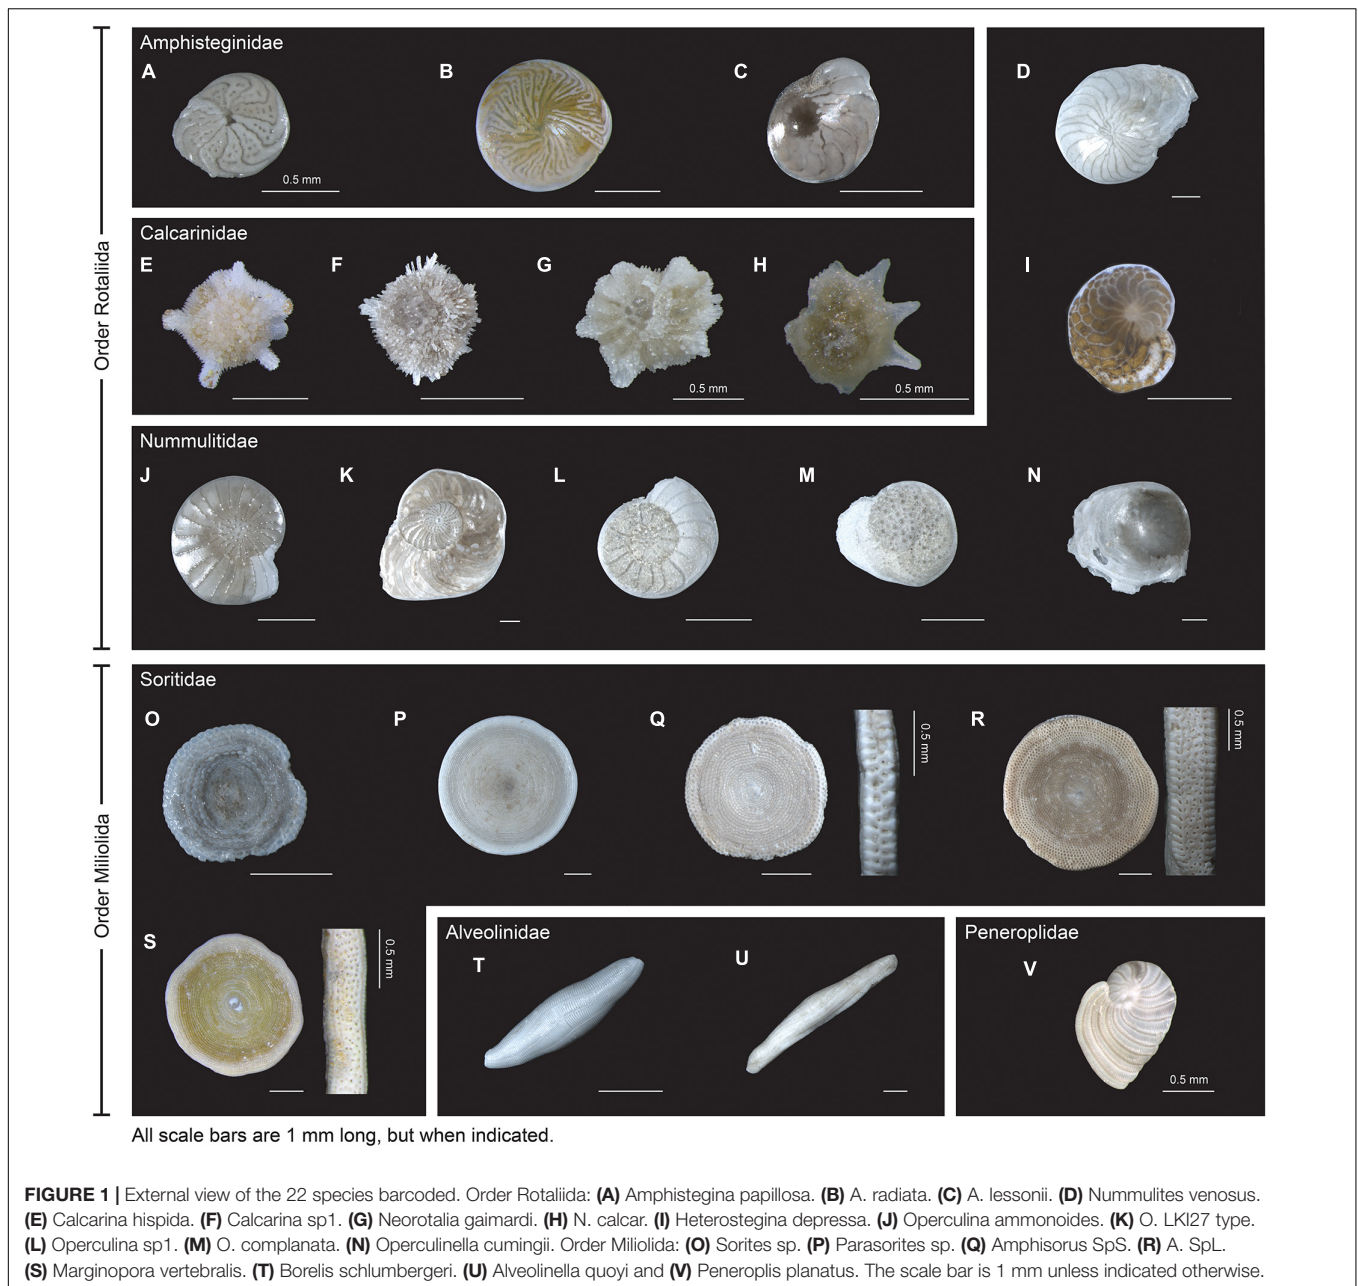 Order Rotaliida
Amphisteginidae
A
B
C
D
0.5 mm
Calcarinidae
E
F
G
H
I
0.5 mm
0.5 mm
Nummulitidae
J
K
L
M
N
Order Miliolida
Soritidae
O
P
Q
R
0.5 mm
0.5 mm
S
0.5 mm
Alveolinidae
T
U
Peneroplidae
V
0.5 mm
All scale bars are 1 mm long, but when indicated.
FIGURE 1 | External view of the 22 species barcoded. Order Rotaliida: (A) Amphistegina papillosa. (B) A. radiata. (C) A. lessonii. (D) Nummulites venosus.
(E) Calcarina hispida. (F) Calcarina sp1. (G) Neorotalia gaimardi. (H) N. calcar. (I) Heterostegina depressa. (J) Operculina ammonoides. (K) O. LKI27 type.
(L) Operculina sp1. (M) O. complanata. (N) Operculinella cumingii. Order Miliolida: (O) Sorites sp. (P) Parasorites sp. (Q) Amphisorus SpS. (R) A. SpL.
(S) Marginopora vertebralis. (T) Borelis schlumbergeri. (U) Alveolinella quoyi and (V) Peneroplis planatus. The scale bar is 1 mm unless indicated otherwise.